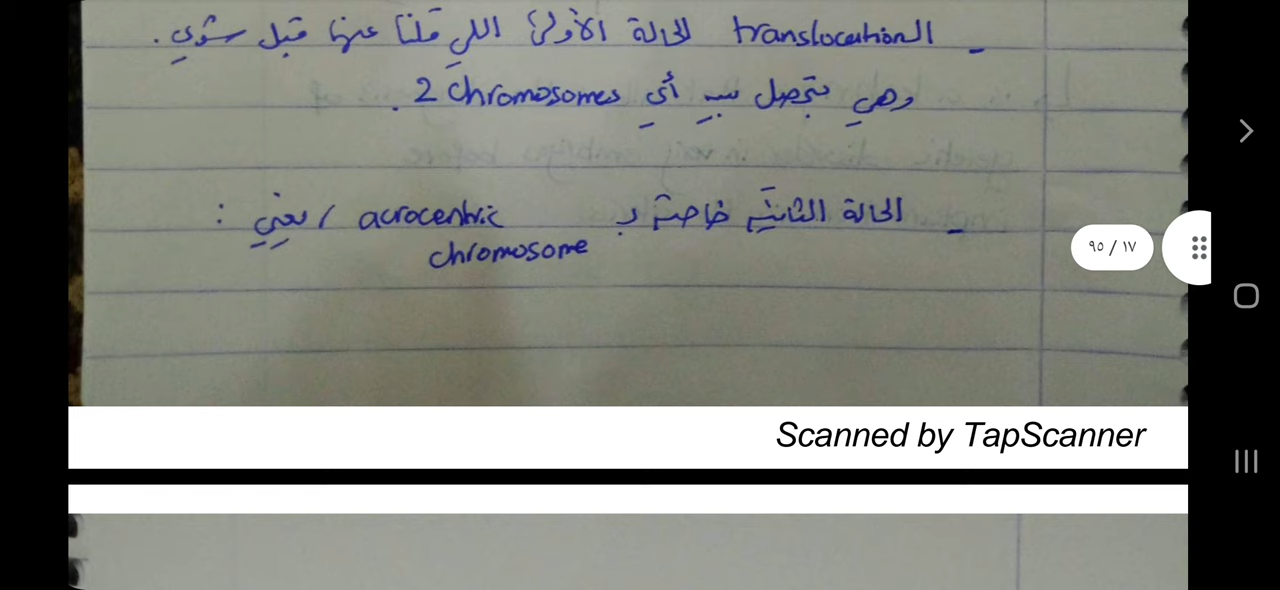 - الـ translocation الحالة الأولى اللي قلنا عنها قبل شوي.
وهي بتحصل بين أي 2 chromosomes.
- الحالة الثانية خاصة بـ acrocentric chromosome / يعني :
٩٥ / ١٧
Scanned by TapScanner